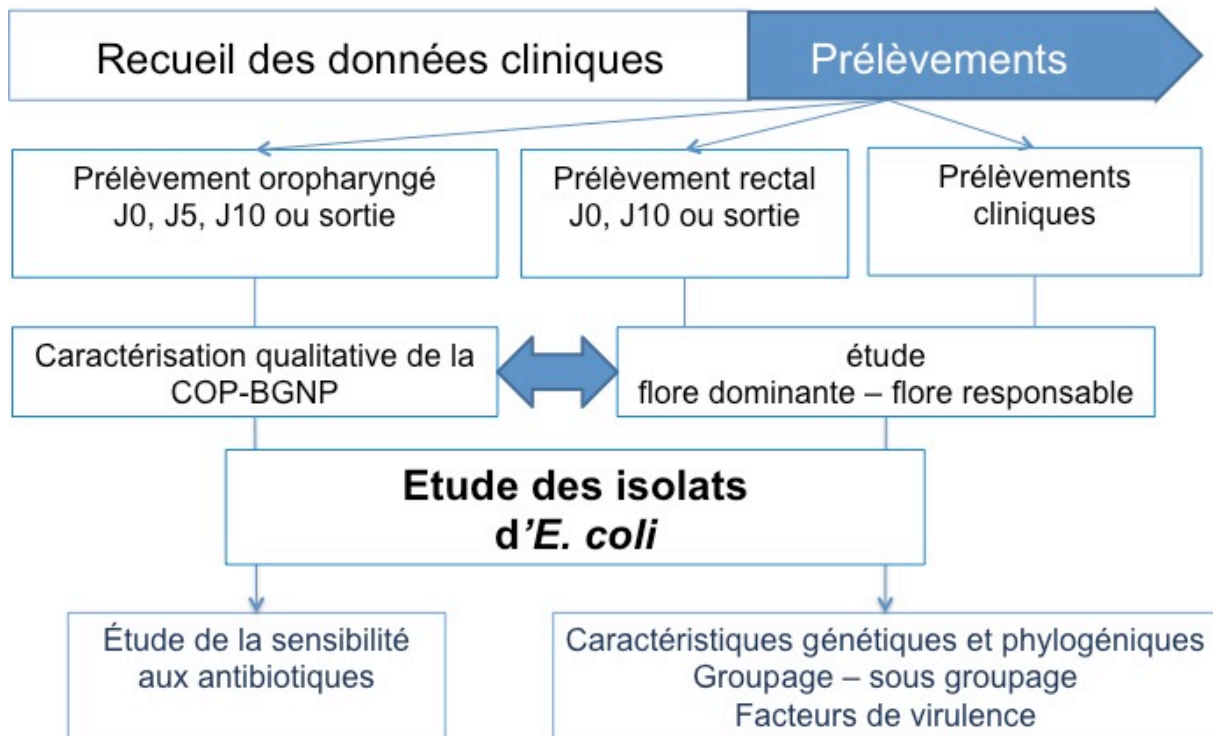 Recueil des données cliniques
Prélèvements
Prélèvement oropharyngé
J0, J5, J10 ou sortie
Prélèvement rectal
J0, J10 ou sortie
Prélèvements
cliniques
Caractérisation qualitative de la
COP-BGNP
étude
flore dominante – flore responsable
Etude des isolats
d'E. coli
Étude de la sensibilité
aux antibiotiques
Caractéristiques génétiques et phylogéniques
Groupage – sous groupage
Facteurs de virulence